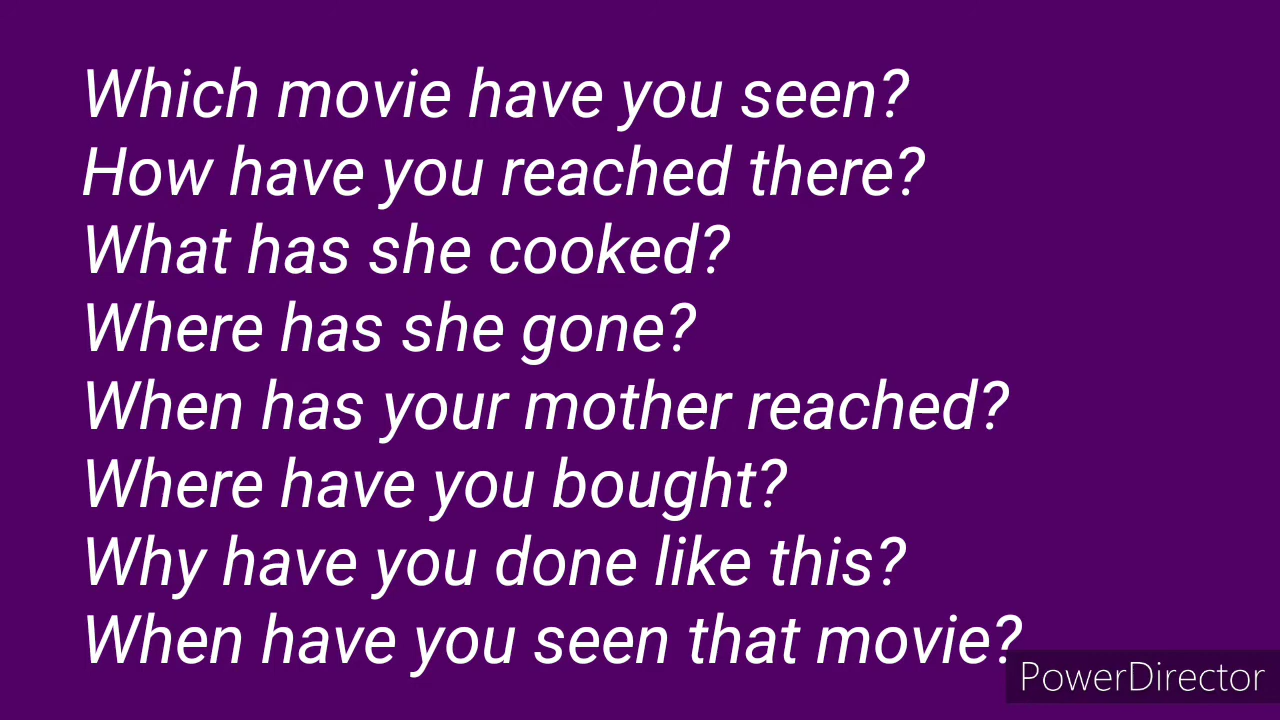 Which movie have you seen?
How have you reached there?
What has she cooked?
Where has she gone?
When has your mother reached?
Where have you bought?
Why have you done like this?
When have you seen that movie?
PowerDirector